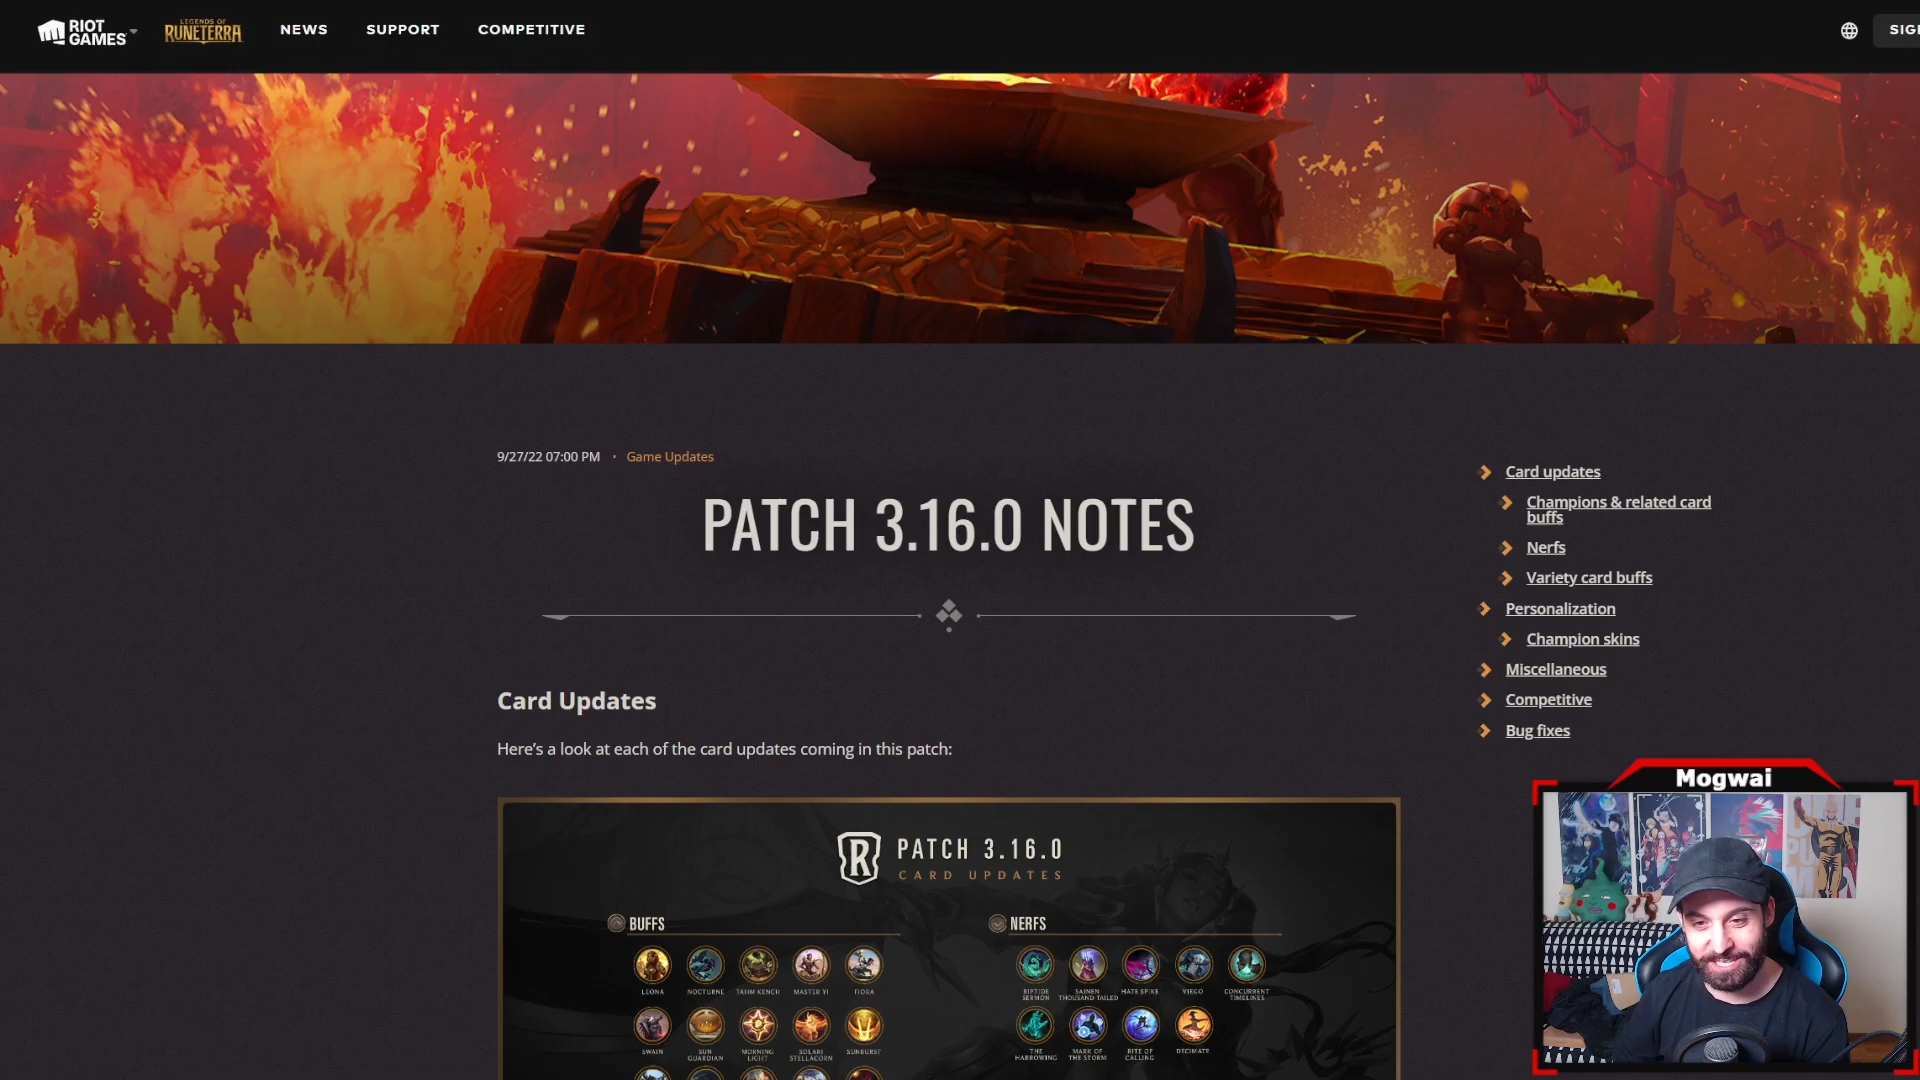 RIOT GAMES
LEGENDS OF RUNETERRA
NEWS
SUPPORT
COMPETITIVE
9/27/22 07:00 PM
•
Game Updates
PATCH 3.16.0 NOTES
Card Updates
Here's a look at each of the card updates coming in this patch:
PATCH 3.16.0
CARD UPDATES
BUFFS
LEONA
NOCTURNE
TAHM KENCH
MASTER YI
FIORA
SWAIN
SUN GUARDIAN
MORNING LIGHT
SOLARI STELLACORN
SUNBURST
NERFS
RIPTIDE SERMON
SAINEN THOUSAND TAILED
HATE SPIKE
VIEGO
CONCURRENT TIMELINES
THE HARROWING
MARK OF THE STORM
RITE OF CALLING
DECIMATE
Card updates
Champions & related card
buffs
Nerfs
Variety card buffs
Personalization
Champion skins
Miscellaneous
Competitive
Bug fixes
Mogwai